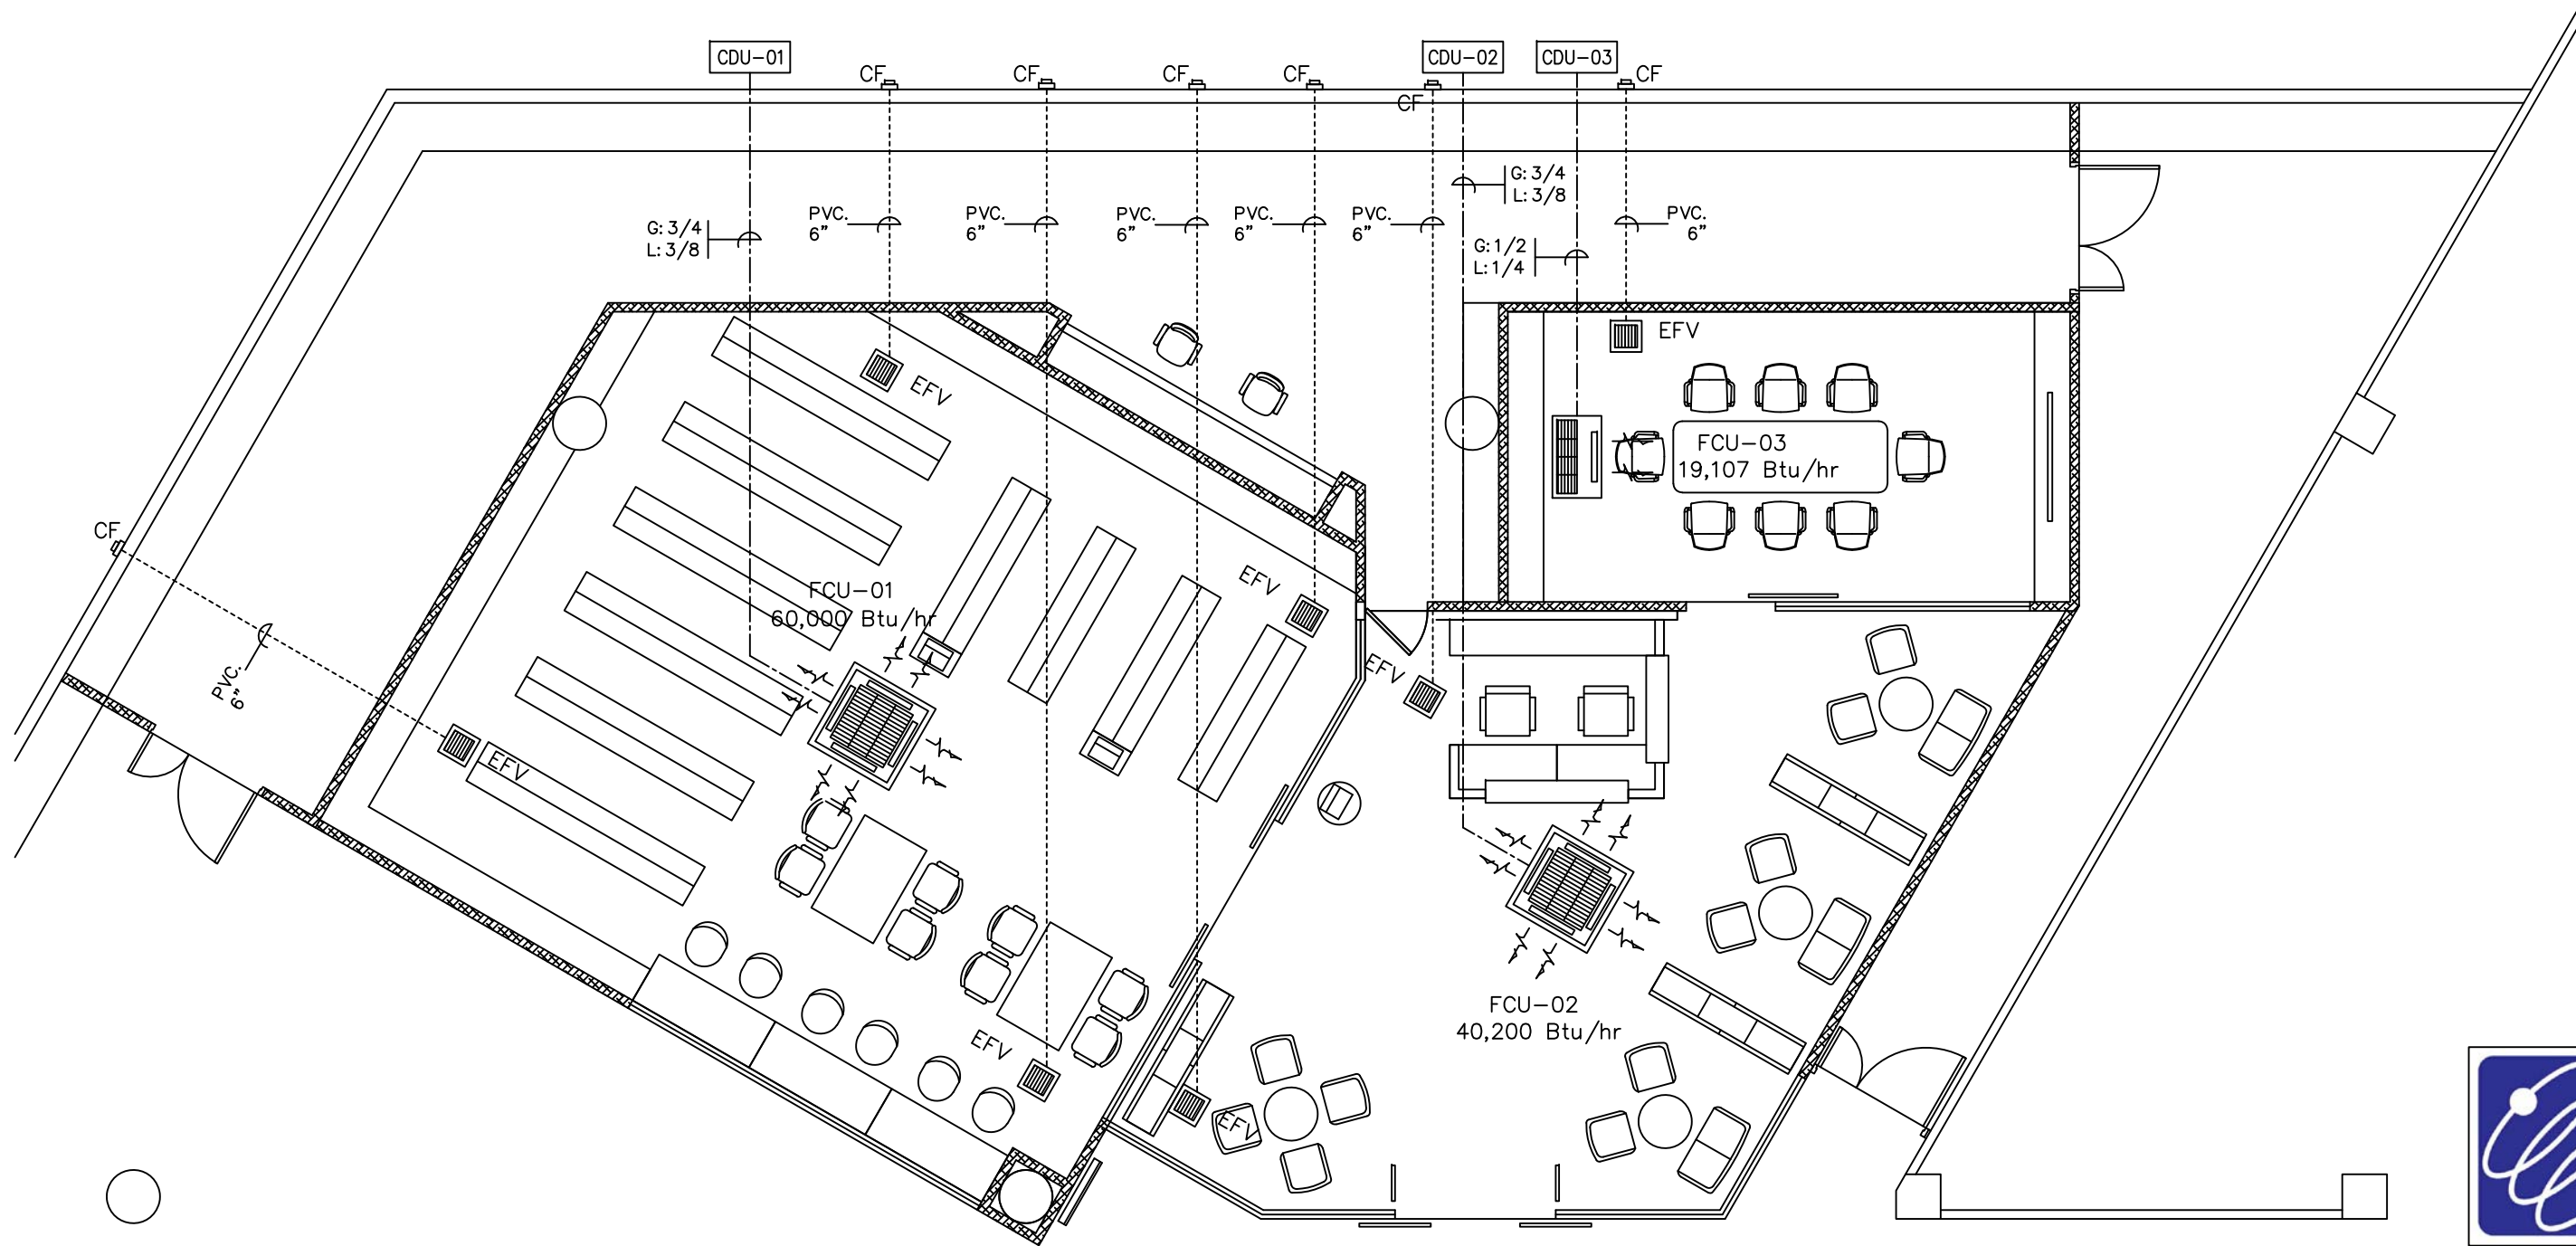 CDU-01
CF
CF
CF
CF
CF
CDU-02
CDU-03
CF
G:3/4
L:3/8
PVC.
6”
PVC.
6”
PVC.
6”
PVC.
6”
PVC.
6”
G:3/4
L:3/8
G:1/2
L:1/4
PVC.
6”
EFV
EFV
FCU-03
19,107 Btu/hr
CF
PVC.
6”
FCU-01
60,000 Btu/hr
EFV
EFV
EFV
FCU-02
40,200 Btu/hr
EFV
EFV